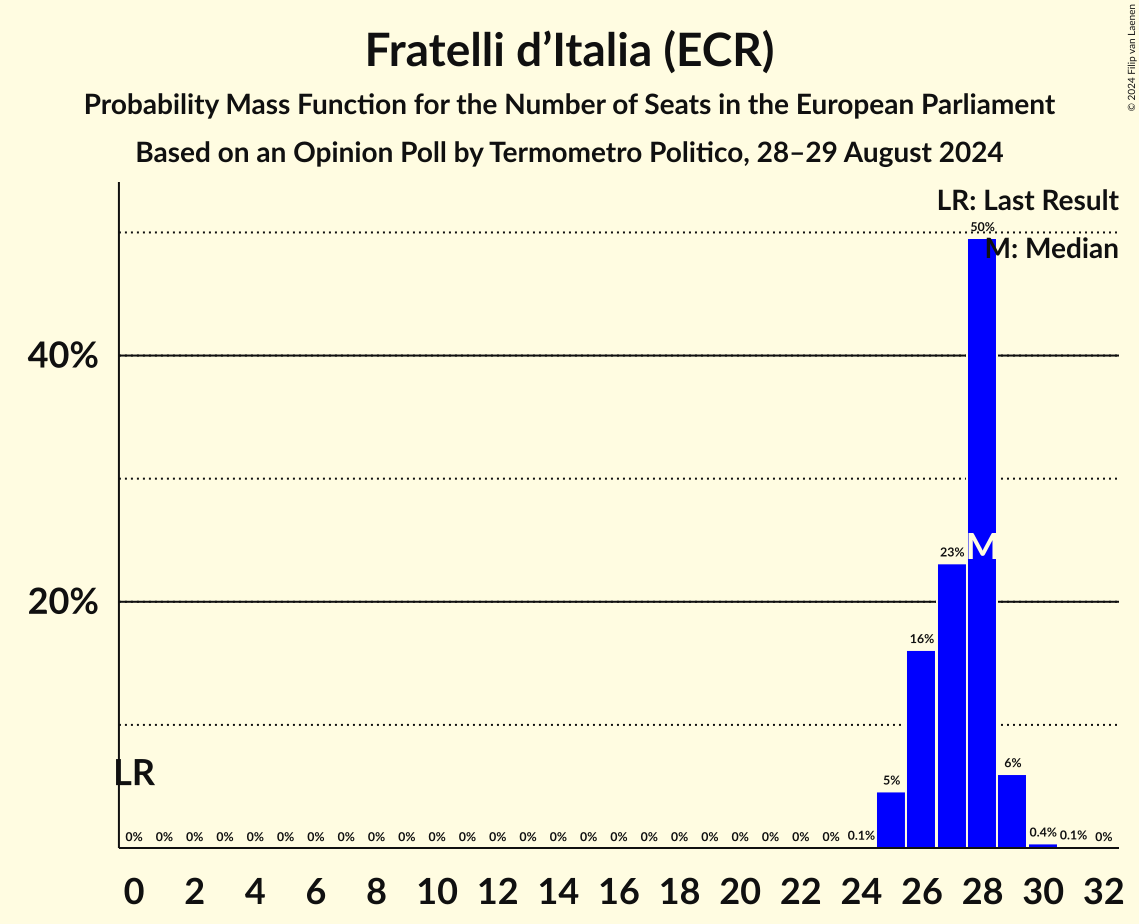 Fratelli d’Italia (ECR)
Probability Mass Function for the Number of Seats in the European Parliament
Based on an Opinion Poll by Termometro Politico, 28–29 August 2024
© 2024 Filip van Laenen
LR: Last Result
M: Median
50%
40%
M
23%
20%
16%
LR
6%
5%
0% 0% 0% 0% 0% 0% 0% 0% 0% 0% 0% 0% 0% 0% 0% 0% 0% 0% 0% 0% 0% 0% 0% 0% 0.1% 0.4% 0.1% 0%
0 2 4 6 8 10 12 14 16 18 20 22 24 26 28 30 32